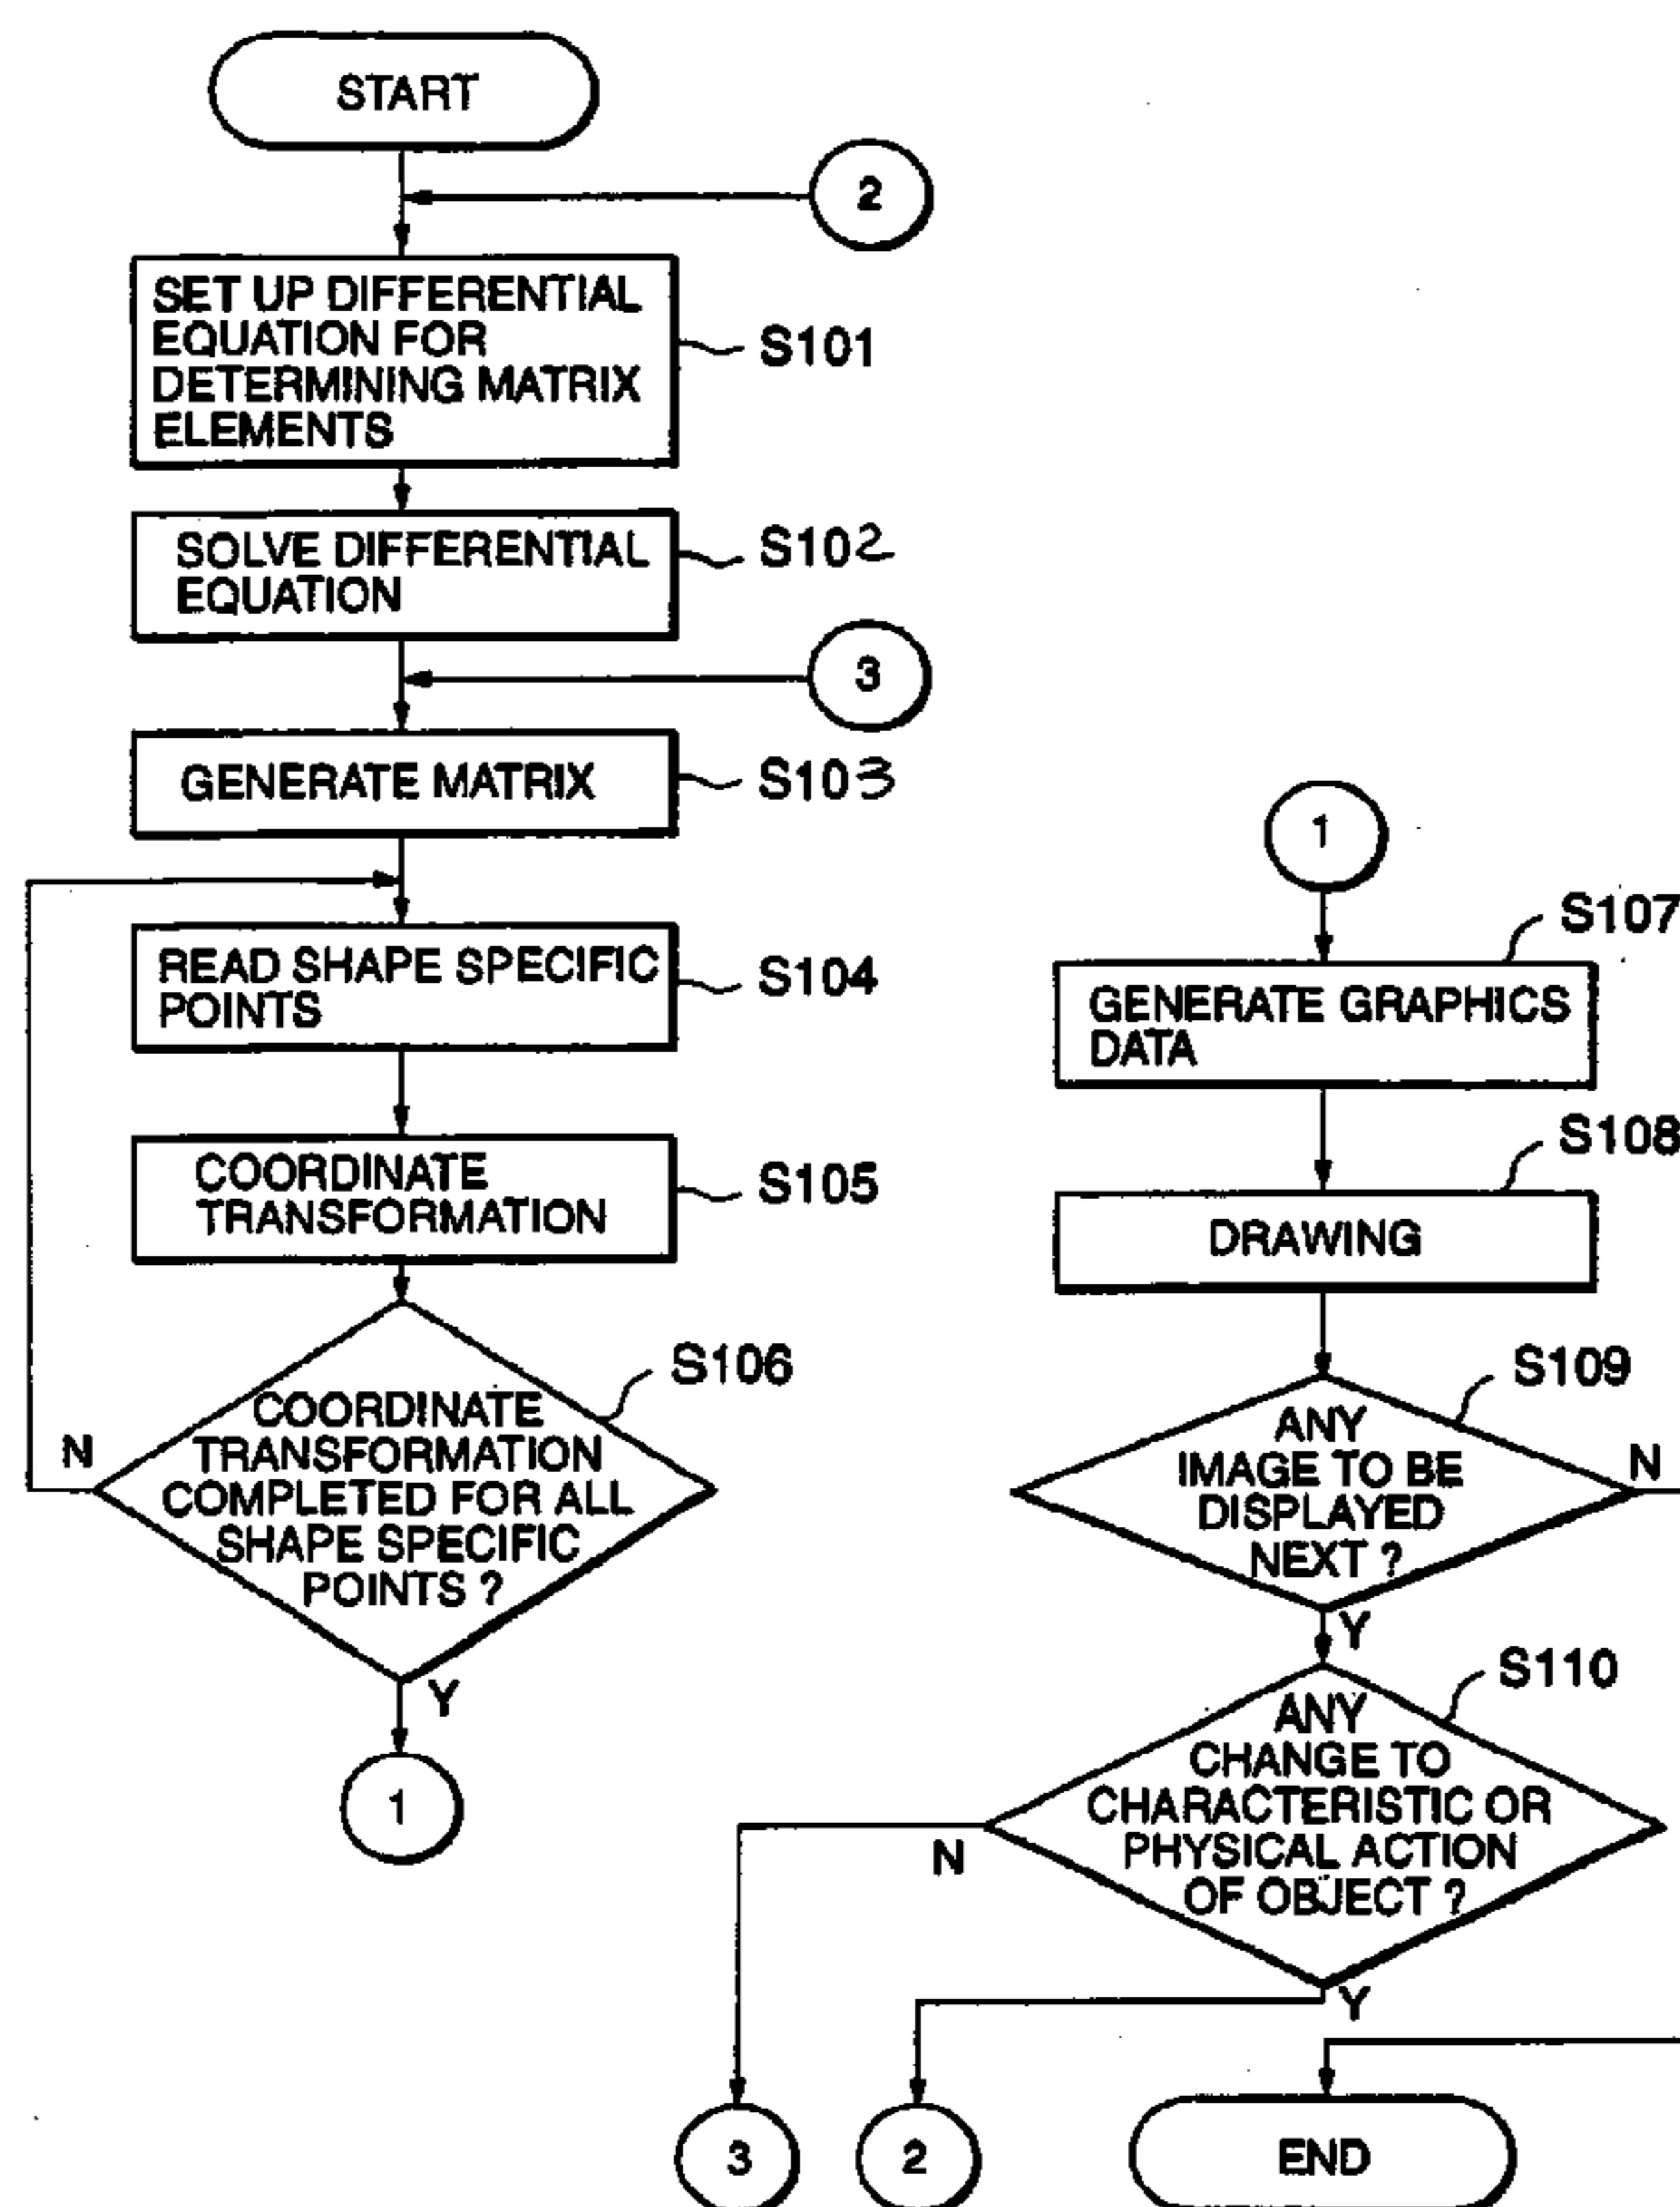 START
2
SET UP DIFFERENTIAL
EQUATION FOR
DETERMINING MATRIX
ELEMENTS
S101
SOLVE DIFFERENTIAL
EQUATION
S102
3
GENERATE MATRIX
S103
READ SHAPE SPECIFIC
POINTS
S104
COORDINATE
TRANSFORMATION
S105
S106
COORDINATE
TRANSFORMATION
COMPLETED FOR ALL
SHAPE SPECIFIC
POINTS ?
N
Y
1
1
S107
GENERATE GRAPHICS
DATA
S108
DRAWING
S109
ANY
IMAGE TO BE
DISPLAYED
NEXT ?
N
Y
S110
ANY
CHANGE TO
CHARACTERISTIC OR
PHYSICAL ACTION
OF OBJECT ?
N
Y
3
2
END